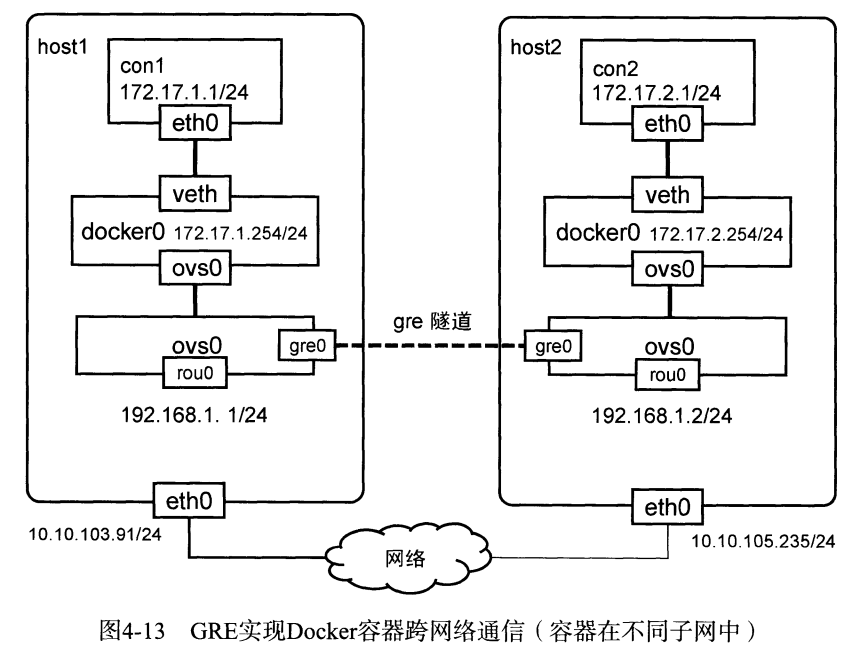 host1
con1
172.17.1.1/24
eth0
veth
docker0 172.17.1.254/24
ovs0
ovs0
gre0
rou0
192.168.1. 1/24
eth0
10.10.103.91/24
gre 隧道
host2
con2
172.17.2.1/24
eth0
veth
docker0 172.17.2.254/24
ovs0
gre0
ovs0
rou0
192.168.1.2/24
eth0
10.10.105.235/24
网络
图4-13 GRE实现Docker容器跨网络通信（容器在不同子网中）